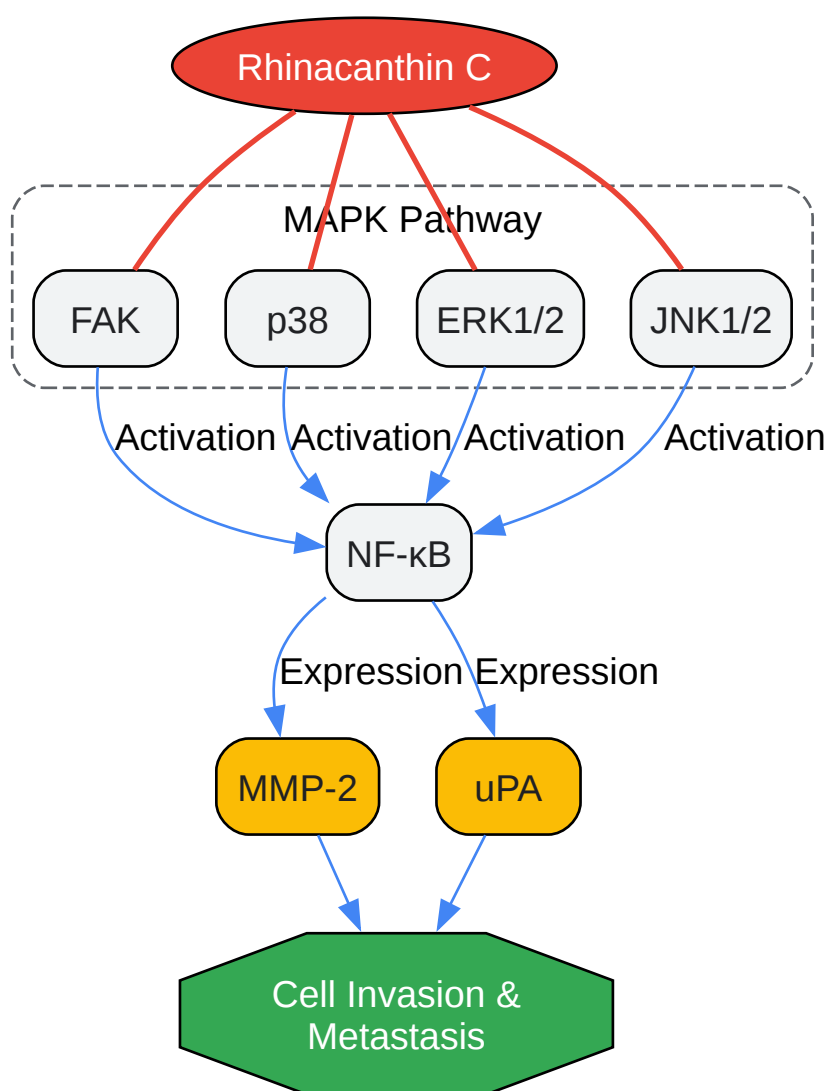 Rhinacanthin C
MAPK Pathway
FAK
p38
ERK1/2
JNK1/2
Activation
Activation
Activation
Activation
NF-κB
Expression
Expression
MMP-2
uPA
Cell Invasion &
Metastasis